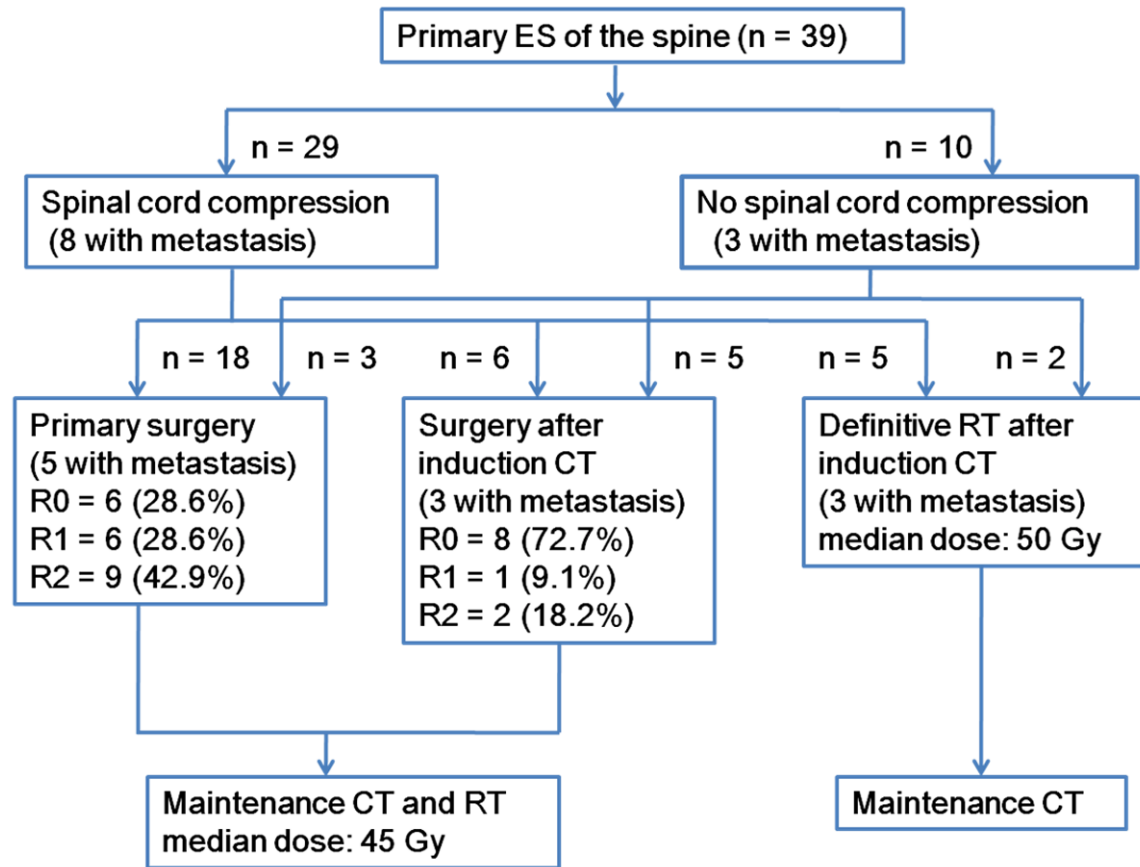 Primary ES of the spine (n = 39)
n = 29
n = 10
Spinal cord compression
(8 with metastasis)
No spinal cord compression
(3 with metastasis)
n = 18
n = 3
n = 6
n = 5
n = 5
n = 2
Primary surgery
(5 with metastasis)
R0 = 6 (28.6%)
R1 = 6 (28.6%)
R2 = 9 (42.9%)
Surgery after
induction CT
(3 with metastasis)
R0 = 8 (72.7%)
R1 = 1 (9.1%)
R2 = 2 (18.2%)
Definitive RT after
induction CT
(3 with metastasis)
median dose: 50 Gy
Maintenance CT and RT
median dose: 45 Gy
Maintenance CT